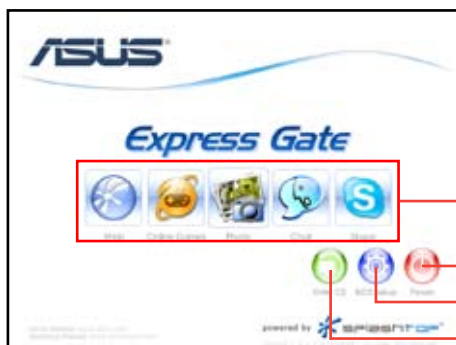 ASUS
Express Gate
Web Online Games Photo Chat Skype
Enter OS BIOS Setup Power
powered by splashtop